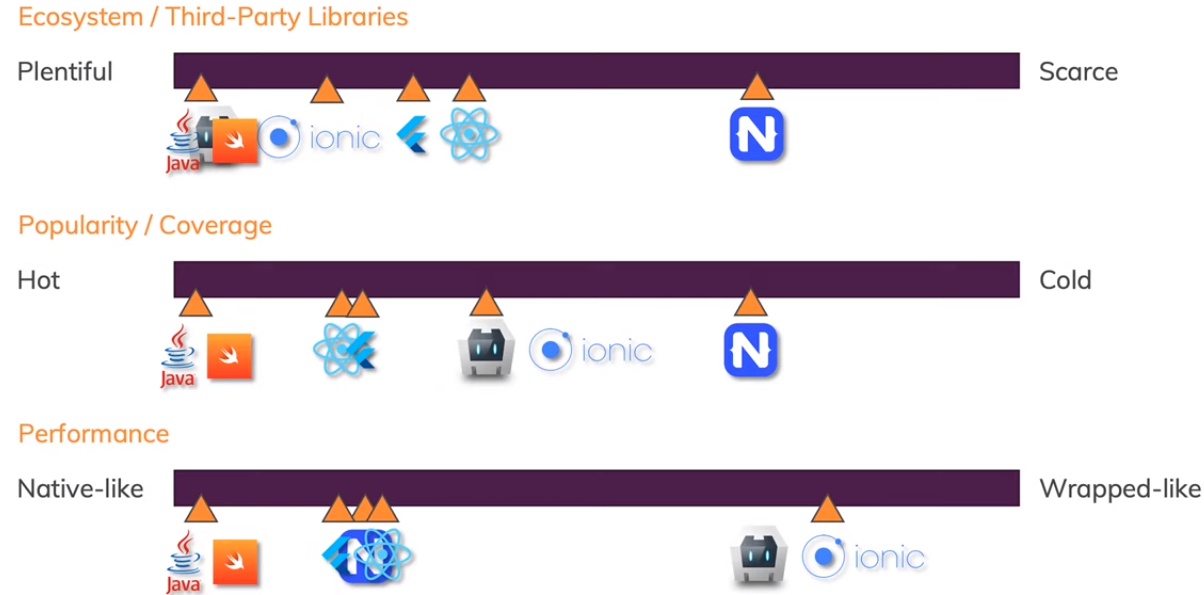 Ecosystem / Third-Party Libraries
Plentiful
Scarce
Java
ionic
N
Popularity / Coverage
Hot
Cold
Java
ionic
N
Performance
Native-like
Wrapped-like
Java
N
ionic